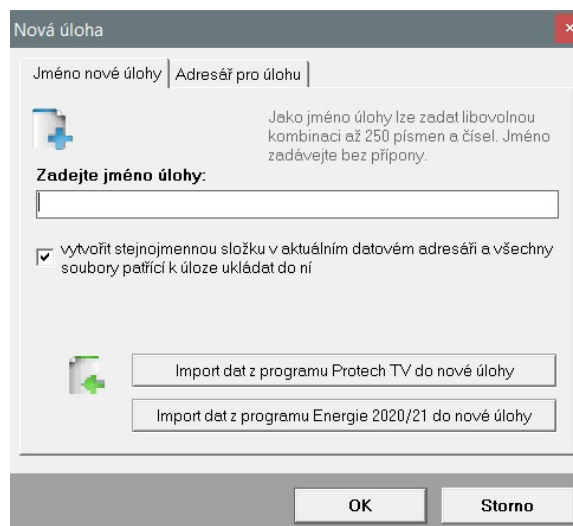 Nová úloha
Jméno nové úlohy
Adresář pro úlohu
Jako jméno úlohy lze zadat libovolnou
kombinaci až 250 písmen a čísel. Jméno
zadávejte bez přípony.
Zadejte jméno úlohy:
vytvořit stejnojmennou složku v aktuálním datovém adresáři a všechny
soubory patřící k úloze ukládat do ní
Import dat z programu Protech TV do nové úlohy
Import dat z programu Energie 2020/21 do nové úlohy
OK
Storno